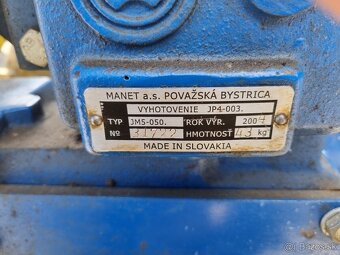 MANET a.s. POVAŽSKÁ BYSTRICA
VYHOTOVENIE JP4-003.
TYP JM5-050. ROK VÝR. 2004
№ 31722 HMOTNOSŤ 43 kg
MADE IN SLOVAKIA